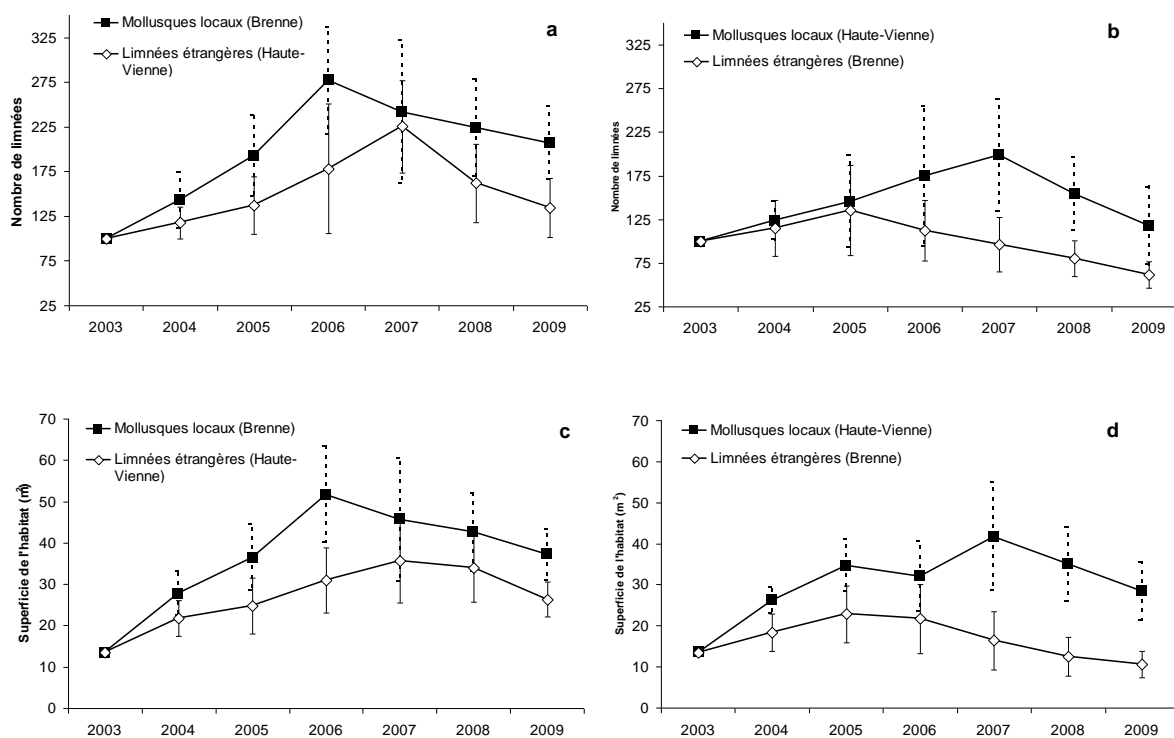 Mollusques locaux (Brenne)
Limnées étrangères (Haute-
Vienne)
a
Nombre de limnées
325
275
225
175
125
75
25
2003 2004 2005 2006 2007 2008 2009
Mollusques locaux (Haute-Vienne)
Limnées étrangères (Brenne)
b
Nombre de limnées
325
275
225
175
125
75
25
2003 2004 2005 2006 2007 2008 2009
Mollusques locaux (Brenne)
Limnées étrangères (Haute-
Vienne)
c
Superficie de l'habitat (m²)
70
60
50
40
30
20
10
0
2003 2004 2005 2006 2007 2008 2009
Mollusques locaux (Haute-Vienne)
Limnées étrangères (Brenne)
d
Superficie de l'habitat (m²)
70
60
50
40
30
20
10
0
2003 2004 2005 2006 2007 2008 2009